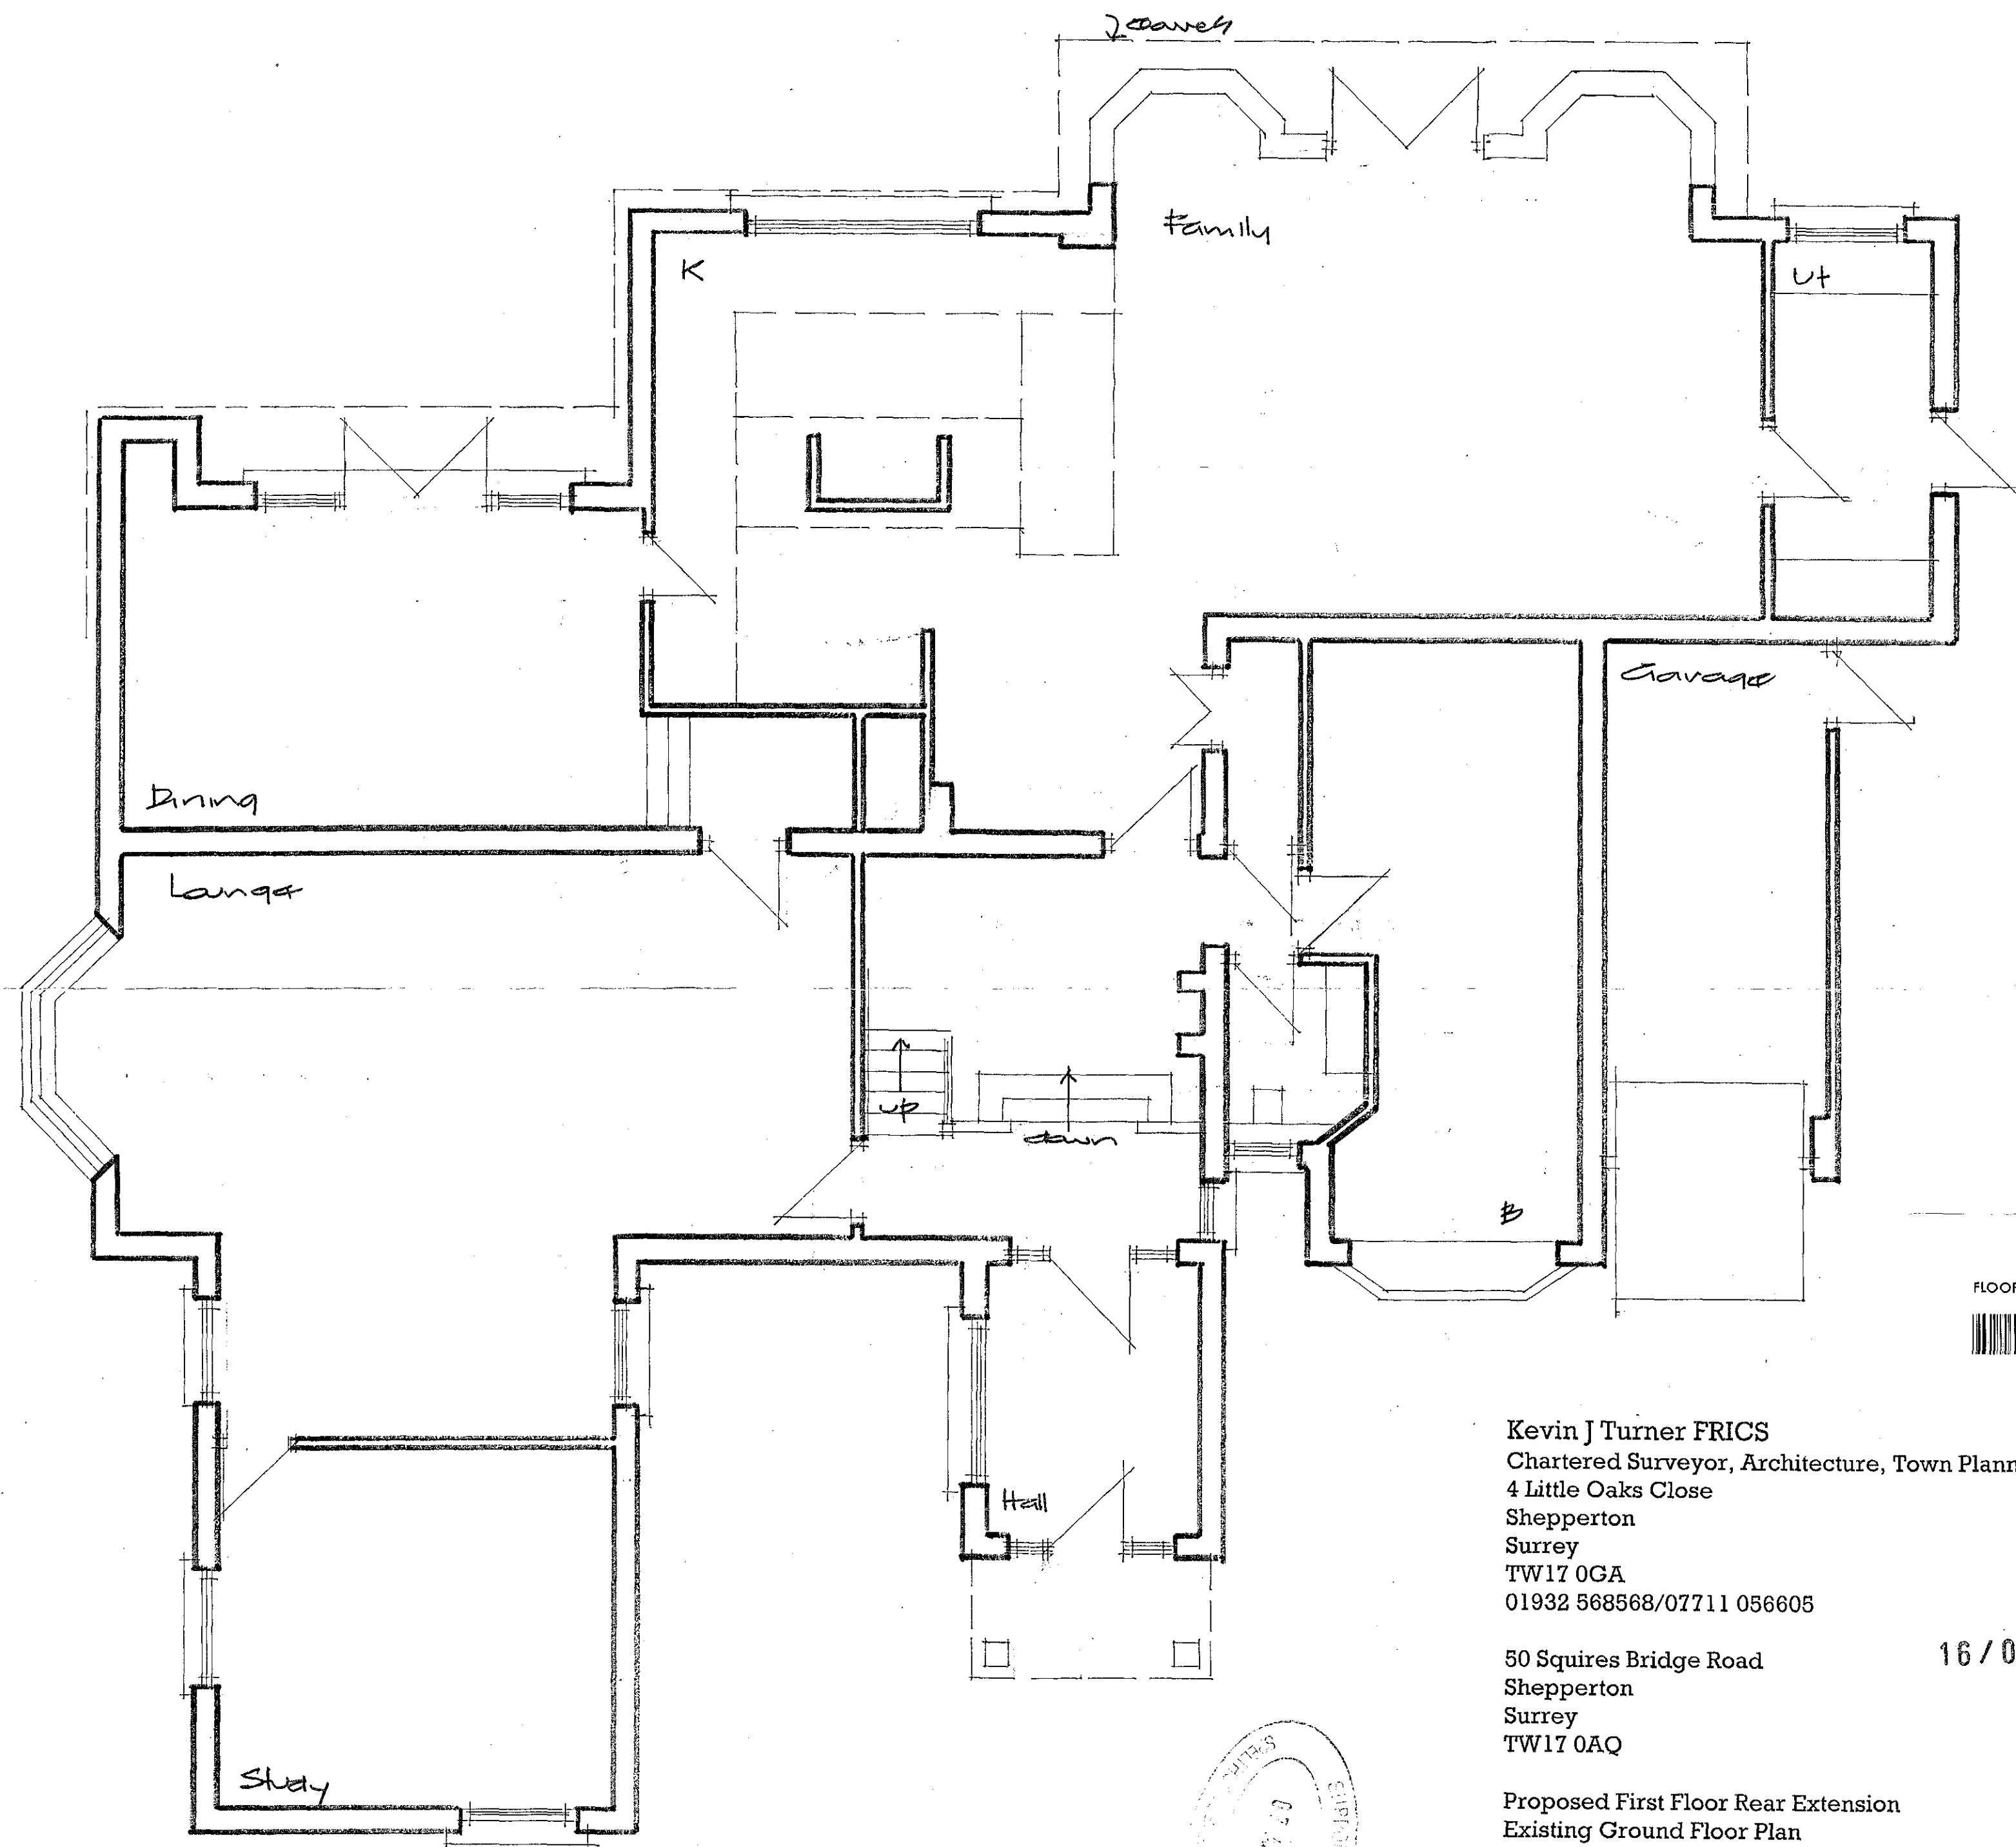 eaves
Family
K
Ut
Garage
Dining
Lounge
up
down
B
Hall
Study
FLOOR
Kevin J Turner FRICS
Chartered Surveyor, Architecture, Town Plann
4 Little Oaks Close
Shepperton
Surrey
TW17 0GA
01932 568568/07711 056605
16/0
50 Squires Bridge Road
Shepperton
Surrey
TW17 0AQ
Proposed First Floor Rear Extension
Existing Ground Floor Plan